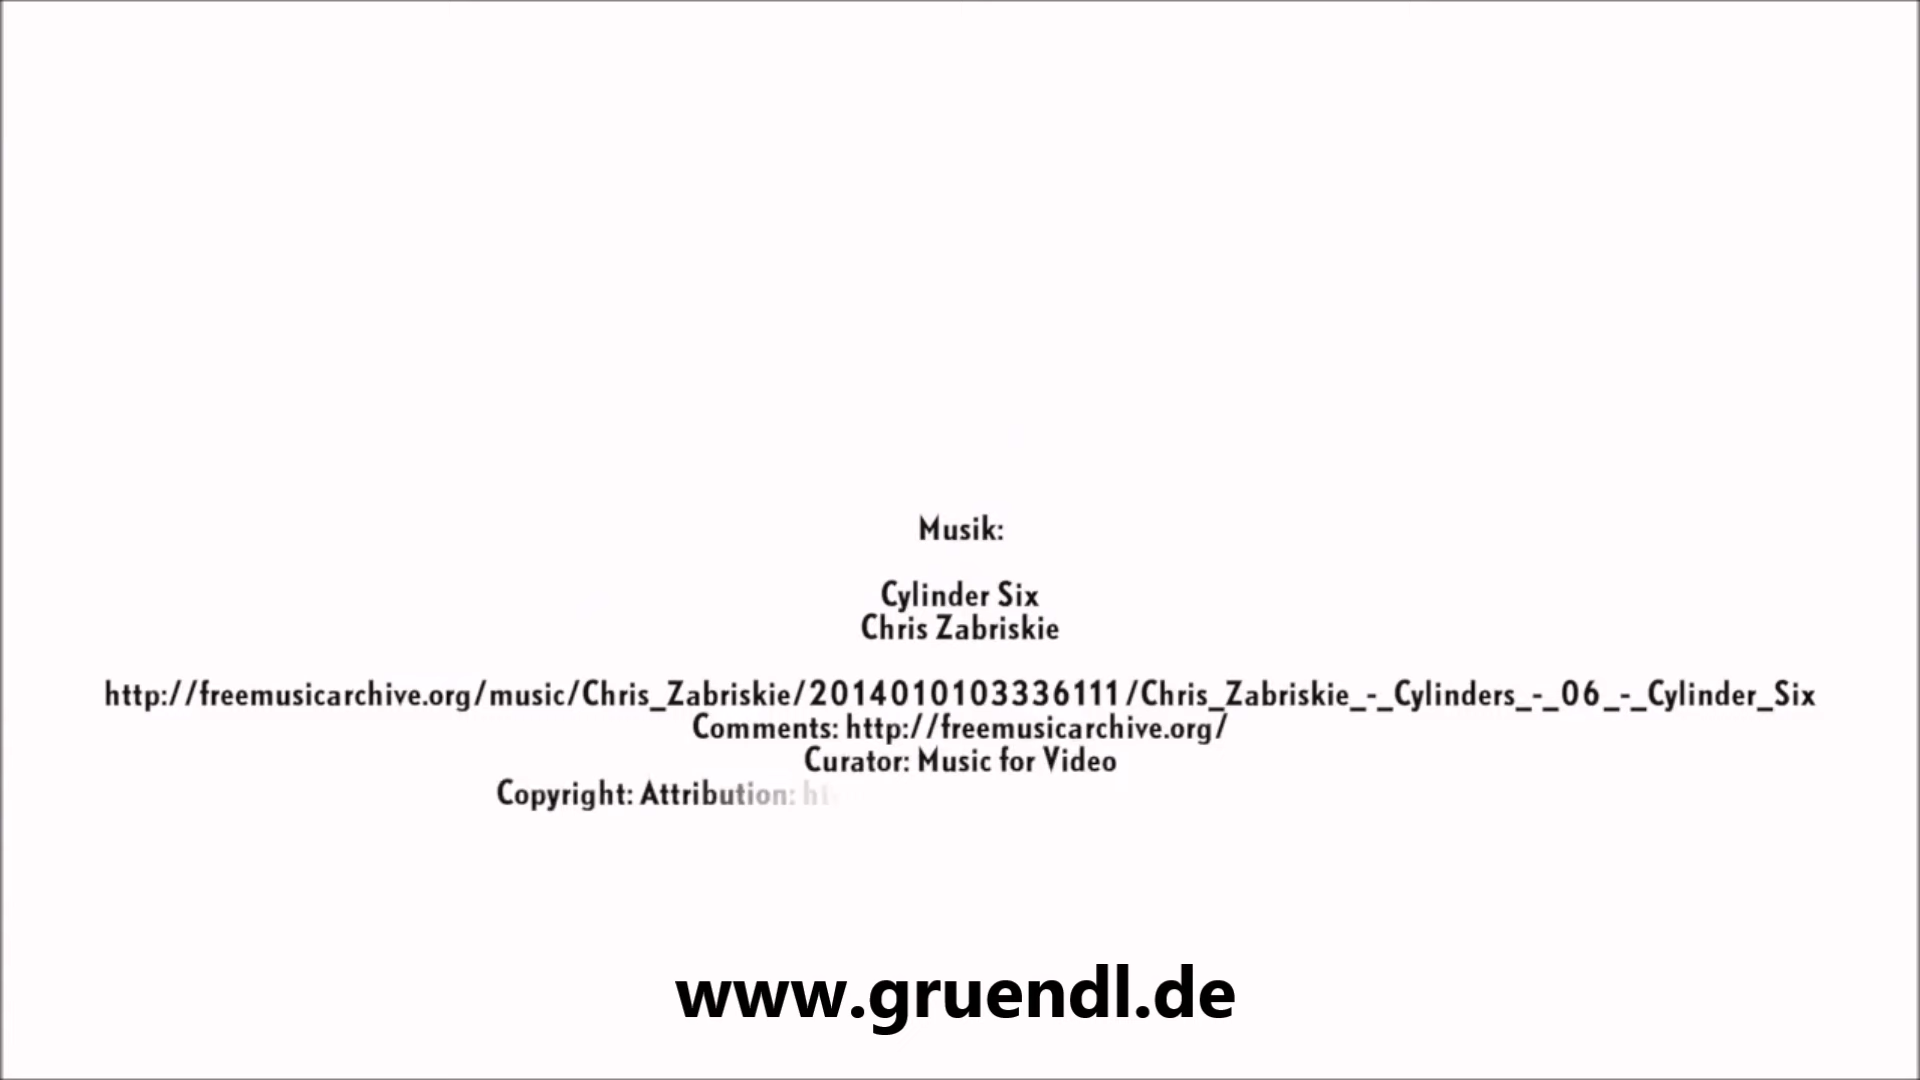 Musik:
Cylinder Six
Chris Zabriskie
http://freemusicarchive.org/music/Chris_Zabriskie/2014010103336111/Chris_Zabriskie_-_Cylinders_-_06_-_Cylinder_Six
Comments: http://freemusicarchive.org/
Curator: Music for Video
Copyright: Attribution:
www.gruendl.de